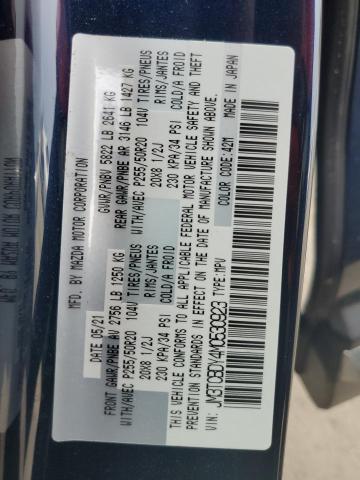 MFD. BY: MAZDA MOTOR CORPORATION
DATE: 05/21 GVWR/PNBV 5822 LB 2641 KG
FRONT GAWR/PNBE AV 2756 LB 1250 KG REAR GAWR/PNBE AR 3146 LB 1427 KG
WITH/AVEC P255/50R20 104V TIRES/PNEUS WITH/AVEC P255/50R20 104V TIRES/PNEUS
20X8 1/2J RIMS/JANTES 20X8 1/2J RIMS/JANTES
230 KPA/34 PSI COLD/A FROID 230 KPA/34 PSI COLD/A FROID
THIS VEHICLE CONFORMS TO ALL APPLICABLE FEDERAL MOTOR VEHICLE SAFETY AND THEFT
PREVENTION STANDARDS IN EFFECT ON THE DATE OF MANUFACTURE SHOWN ABOVE.
VIN: JM3TCBDY4M0530823 TYPE: MPV COLOR CODE: 42M MADE IN JAPAN